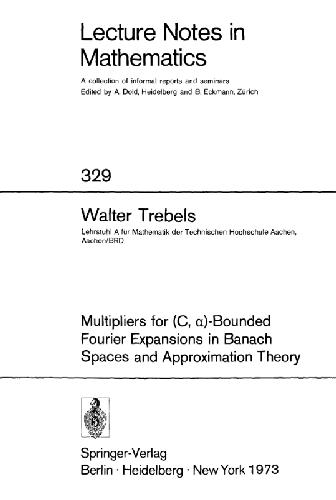 Lecture Notes in
Mathematics
A collection of informal reports and seminars
Edited by A. Dold, Heidelberg and B. Eckmann, Zürich
329
Walter Trebels
Lehrstuhl A für Mathematik der Technischen Hochschule Aachen,
Aachen/BRD
Multipliers for (C, α)-Bounded
Fourier Expansions in Banach
Spaces and Approximation Theory
Springer-Verlag
Berlin · Heidelberg · New York 1973